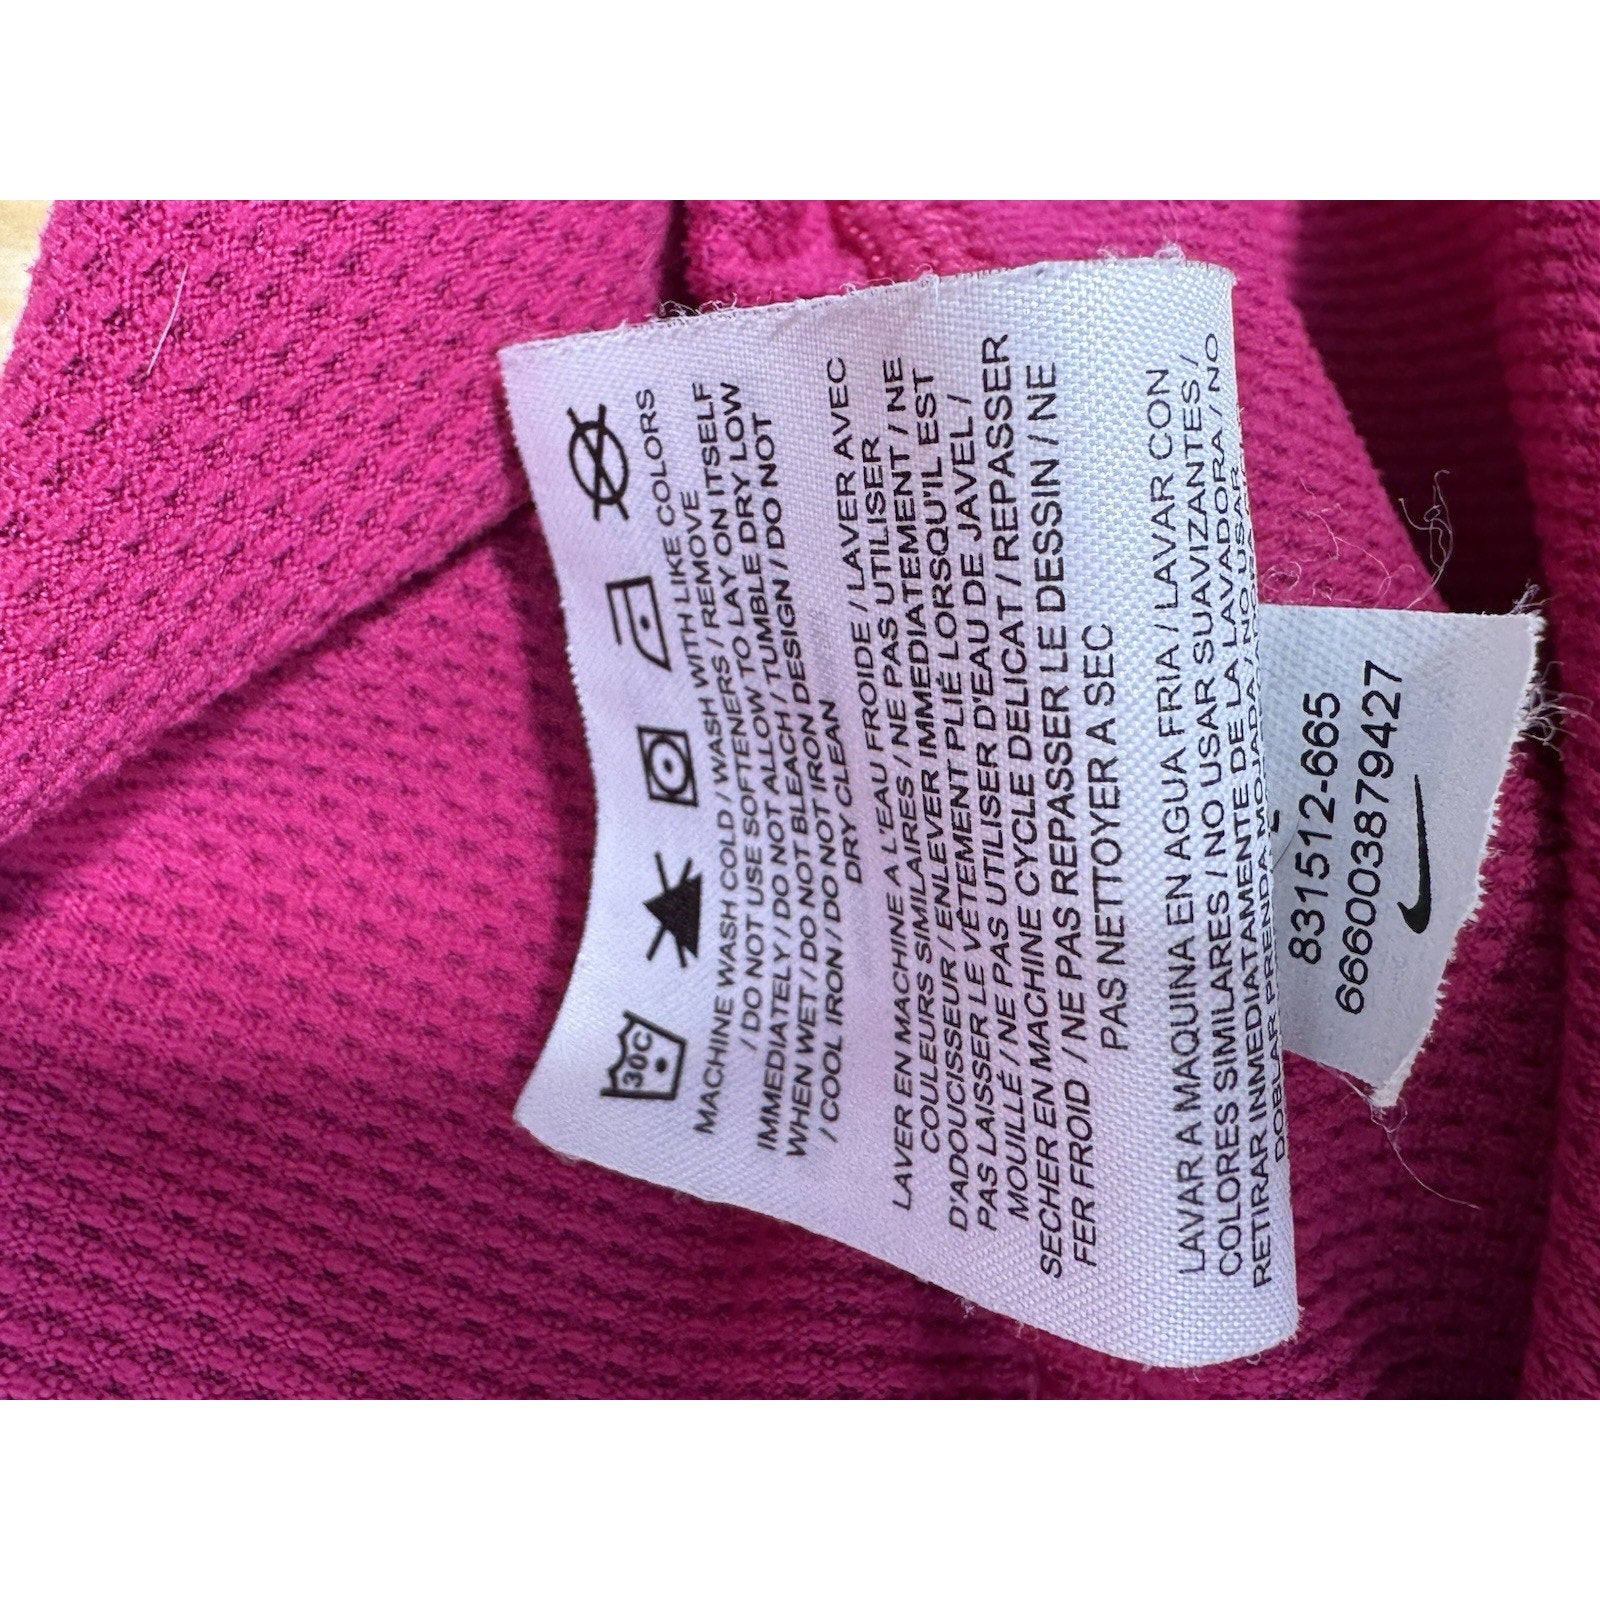 30C
MACHINE WASH COLD / WASH WITH LIKE COLORS
/ DO NOT USE SOFTENERS / REMOVE
IMMEDIATELY / DO NOT ALLOW TO LAY ON ITSELF
WHEN WET / DO NOT BLEACH / TUMBLE DRY LOW
/ COOL IRON / DO NOT IRON DESIGN / DO NOT
DRY CLEAN
LAVER EN MACHINE A L'EAU FROIDE / LAVER AVEC
COULEURS SIMILAIRES / NE PAS UTILISER
D'ADOUCISSEUR / ENLEVER IMMEDIATEMENT / NE
PAS LAISSER LE VÊTEMENT PLIÉ LORSQU'IL EST
MOUILLÉ / NE PAS UTILISER D'EAU DE JAVEL /
SECHER EN MACHINE CYCLE DELICAT / REPASSER
FER FROID / NE PAS REPASSER LE DESSIN / NE
PAS NETTOYER A SEC
LAVAR A MAQUINA EN AGUA FRIA / LAVAR CON
COLORES SIMILARES / NO USAR SUAVIZANTES /
RETIRAR INMEDIATAMENTE DE LA LAVADORA / NO
DOBLAR PRENDA MOJADA / NO USAR
831512-665
666003879427